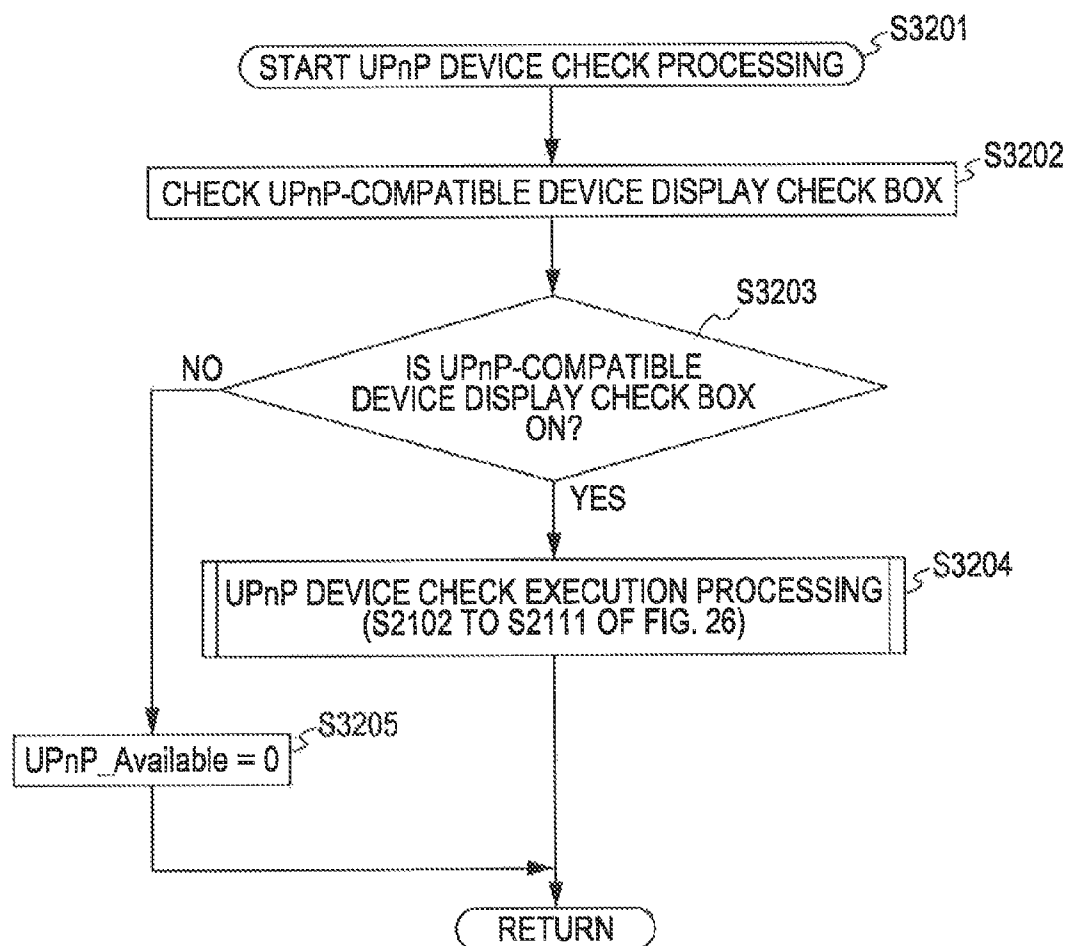 S3201
START UPnP DEVICE CHECK PROCESSING
S3202
CHECK UPnP-COMPATIBLE DEVICE DISPLAY CHECK BOX
S3203
NO
IS UPnP-COMPATIBLE
DEVICE DISPLAY CHECK BOX
ON?
YES
S3204
UPnP DEVICE CHECK EXECUTION PROCESSING
(S2102 TO S2111 OF FIG. 26)
S3205
UPnP_Available = 0
RETURN